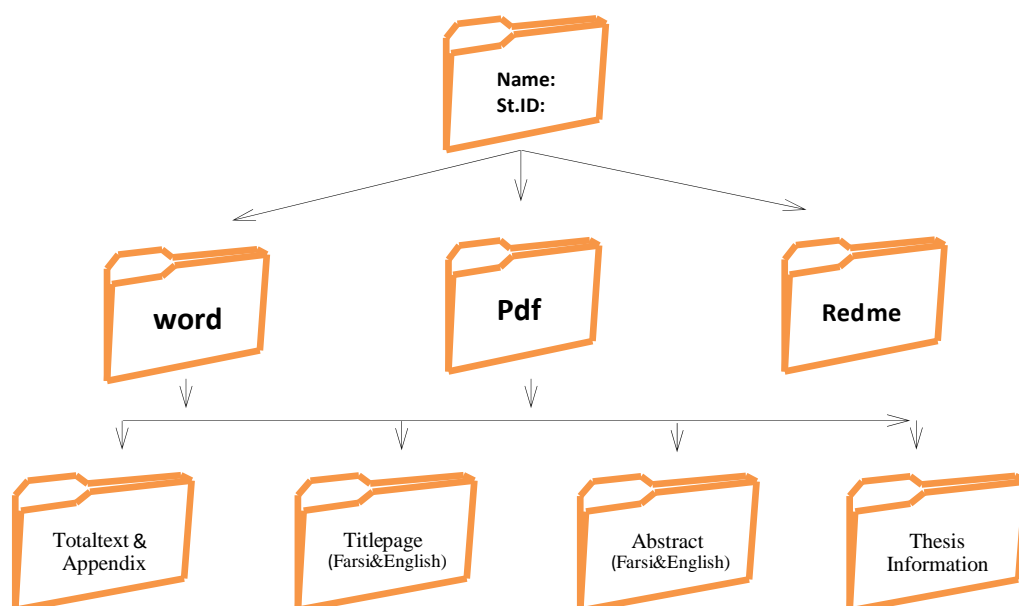 Name:
St.ID:
word
Pdf
Redme
Totaltext &
Appendix
Titlepage
(Farsi&English)
Abstract
(Farsi&English)
Thesis
Information